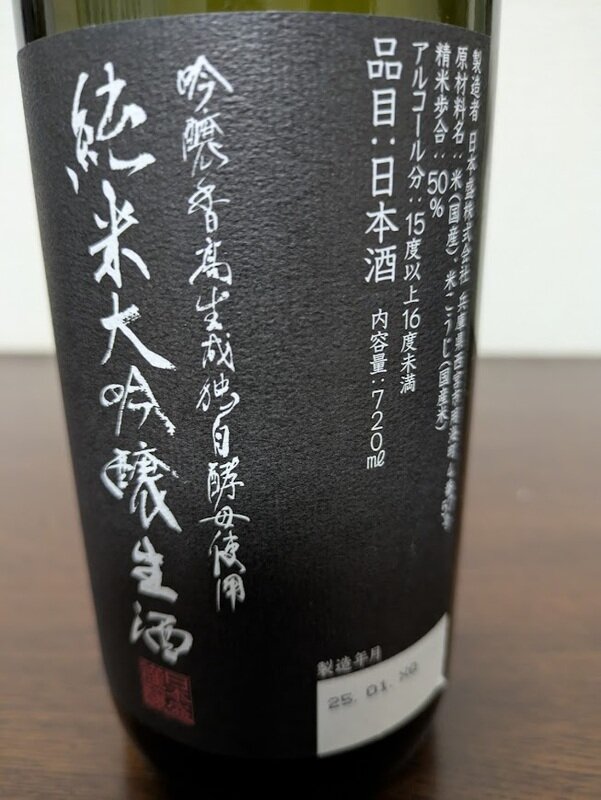 製造者 日本盛株式会社 兵庫県西宮市用海町4番57号
原材料名：米（国産）、米こうじ（国産米）
精米歩合：50%
アルコール分：15度以上16度未満
品目：日本酒 内容量：720ml
吟醸香高生成独自酵母使用
純米大吟醸生酒
製造年月
25.01.